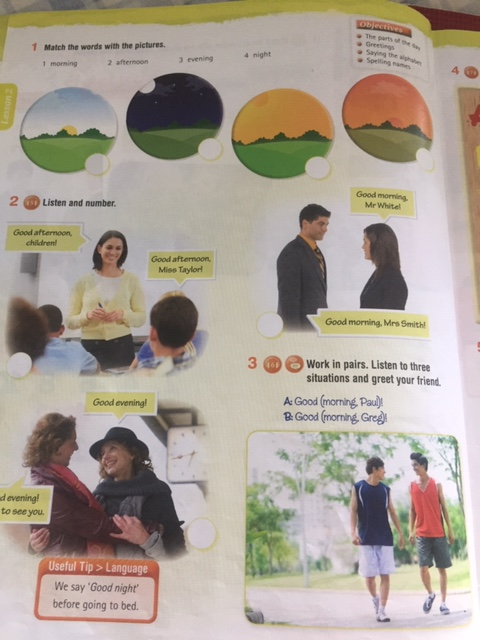 Objectives
The parts of the day
Greetings
Saying the alphabet
Spelling names
Lesson 2
1 Match the words with the pictures.
1 morning 2 afternoon 3 evening 4 night
2 Listen and number.
Good afternoon,
children!
Good afternoon,
Miss Taylor!
Good morning,
Mr White!
Good morning, Mrs Smith!
Good evening!
d evening!
to see you.
Useful Tip > Language
We say 'Good night'
before going to bed.
3 Work in pairs. Listen to three
situations and greet your friend.
A: Good (morning, Paul)!
B: Good (morning, Greg)!
4